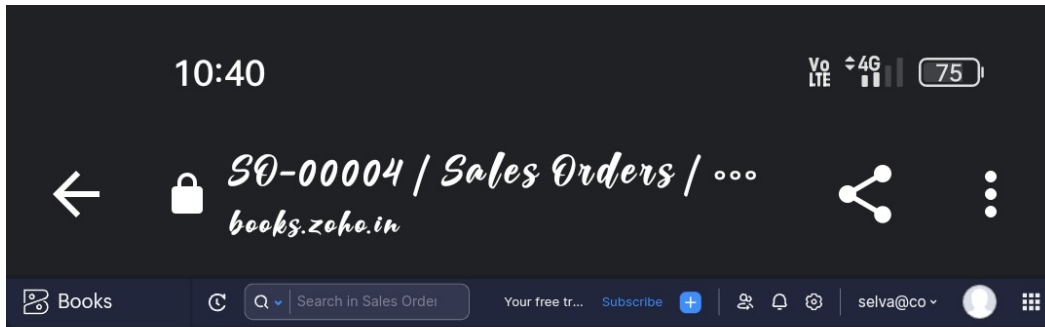 10:40 Vo LTE 4G 75
SO-00004 / Sales Orders / ...
books.zoho.in
Books Search in Sales Order Your free tr... Subscribe selva@co